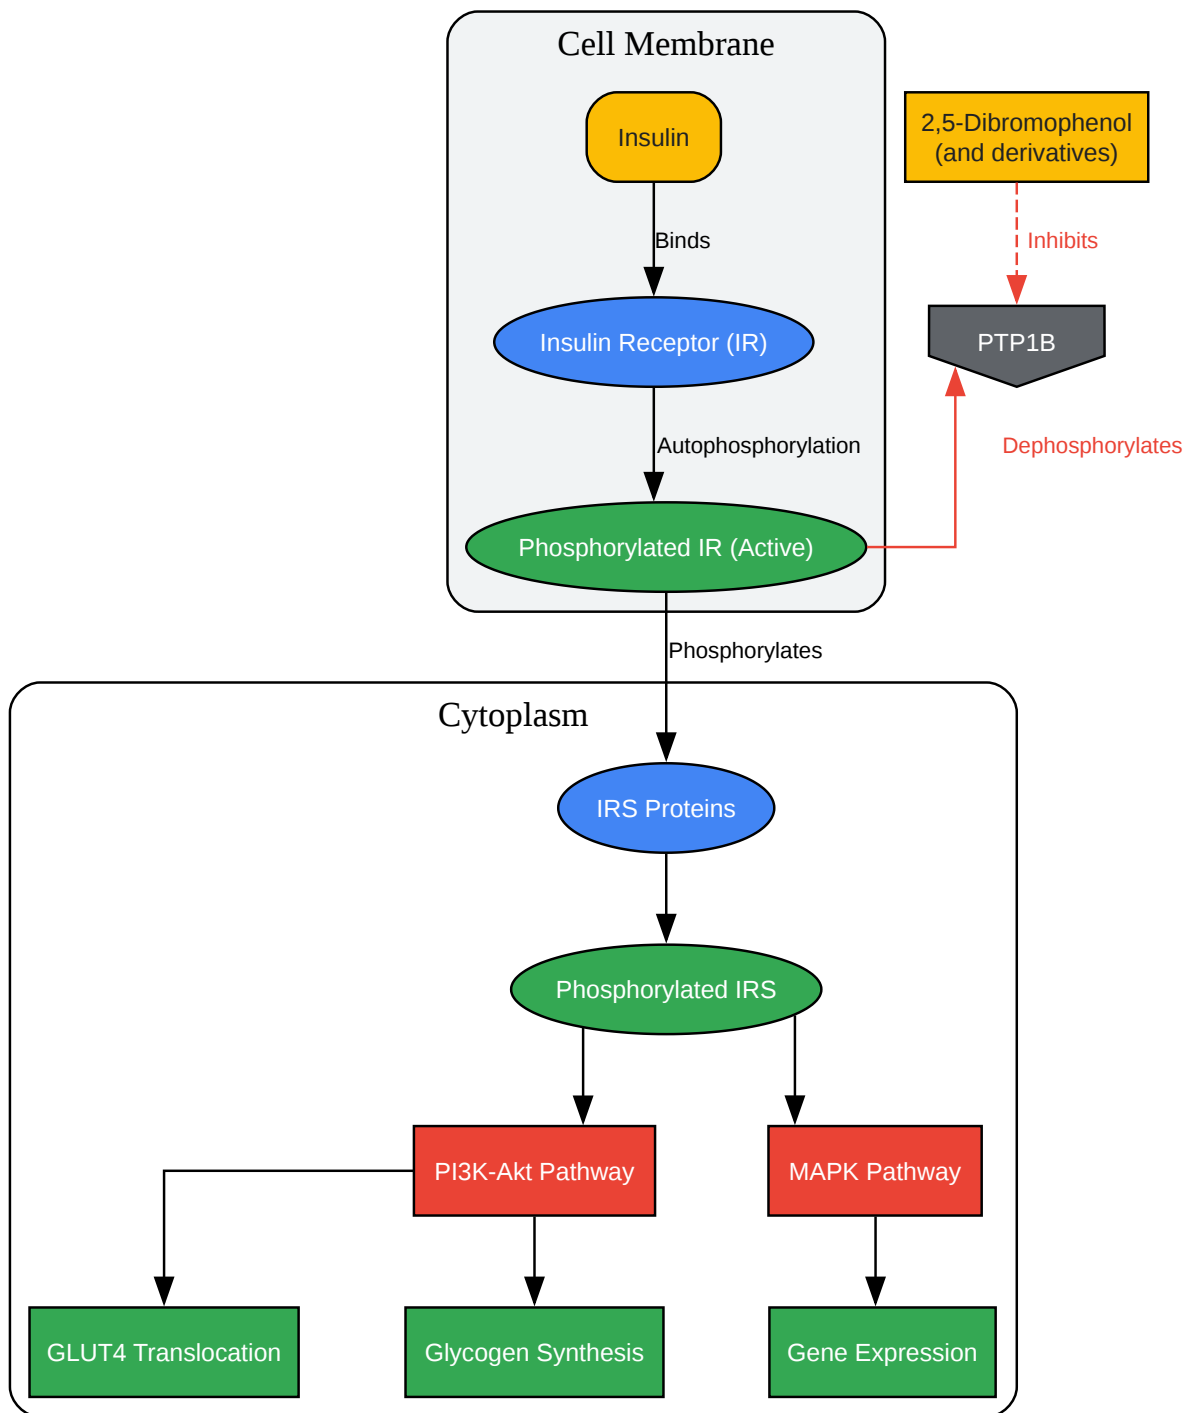 Cell Membrane
Insulin
2,5-Dibromophenol
(and derivatives)
Binds
Inhibits
Insulin Receptor (IR)
PTP1B
Autophosphorylation
Dephosphorylates
Phosphorylated IR (Active)
Phosphorylates
Cytoplasm
IRS Proteins
Phosphorylated IRS
PI3K-Akt Pathway
MAPK Pathway
GLUT4 Translocation
Glycogen Synthesis
Gene Expression